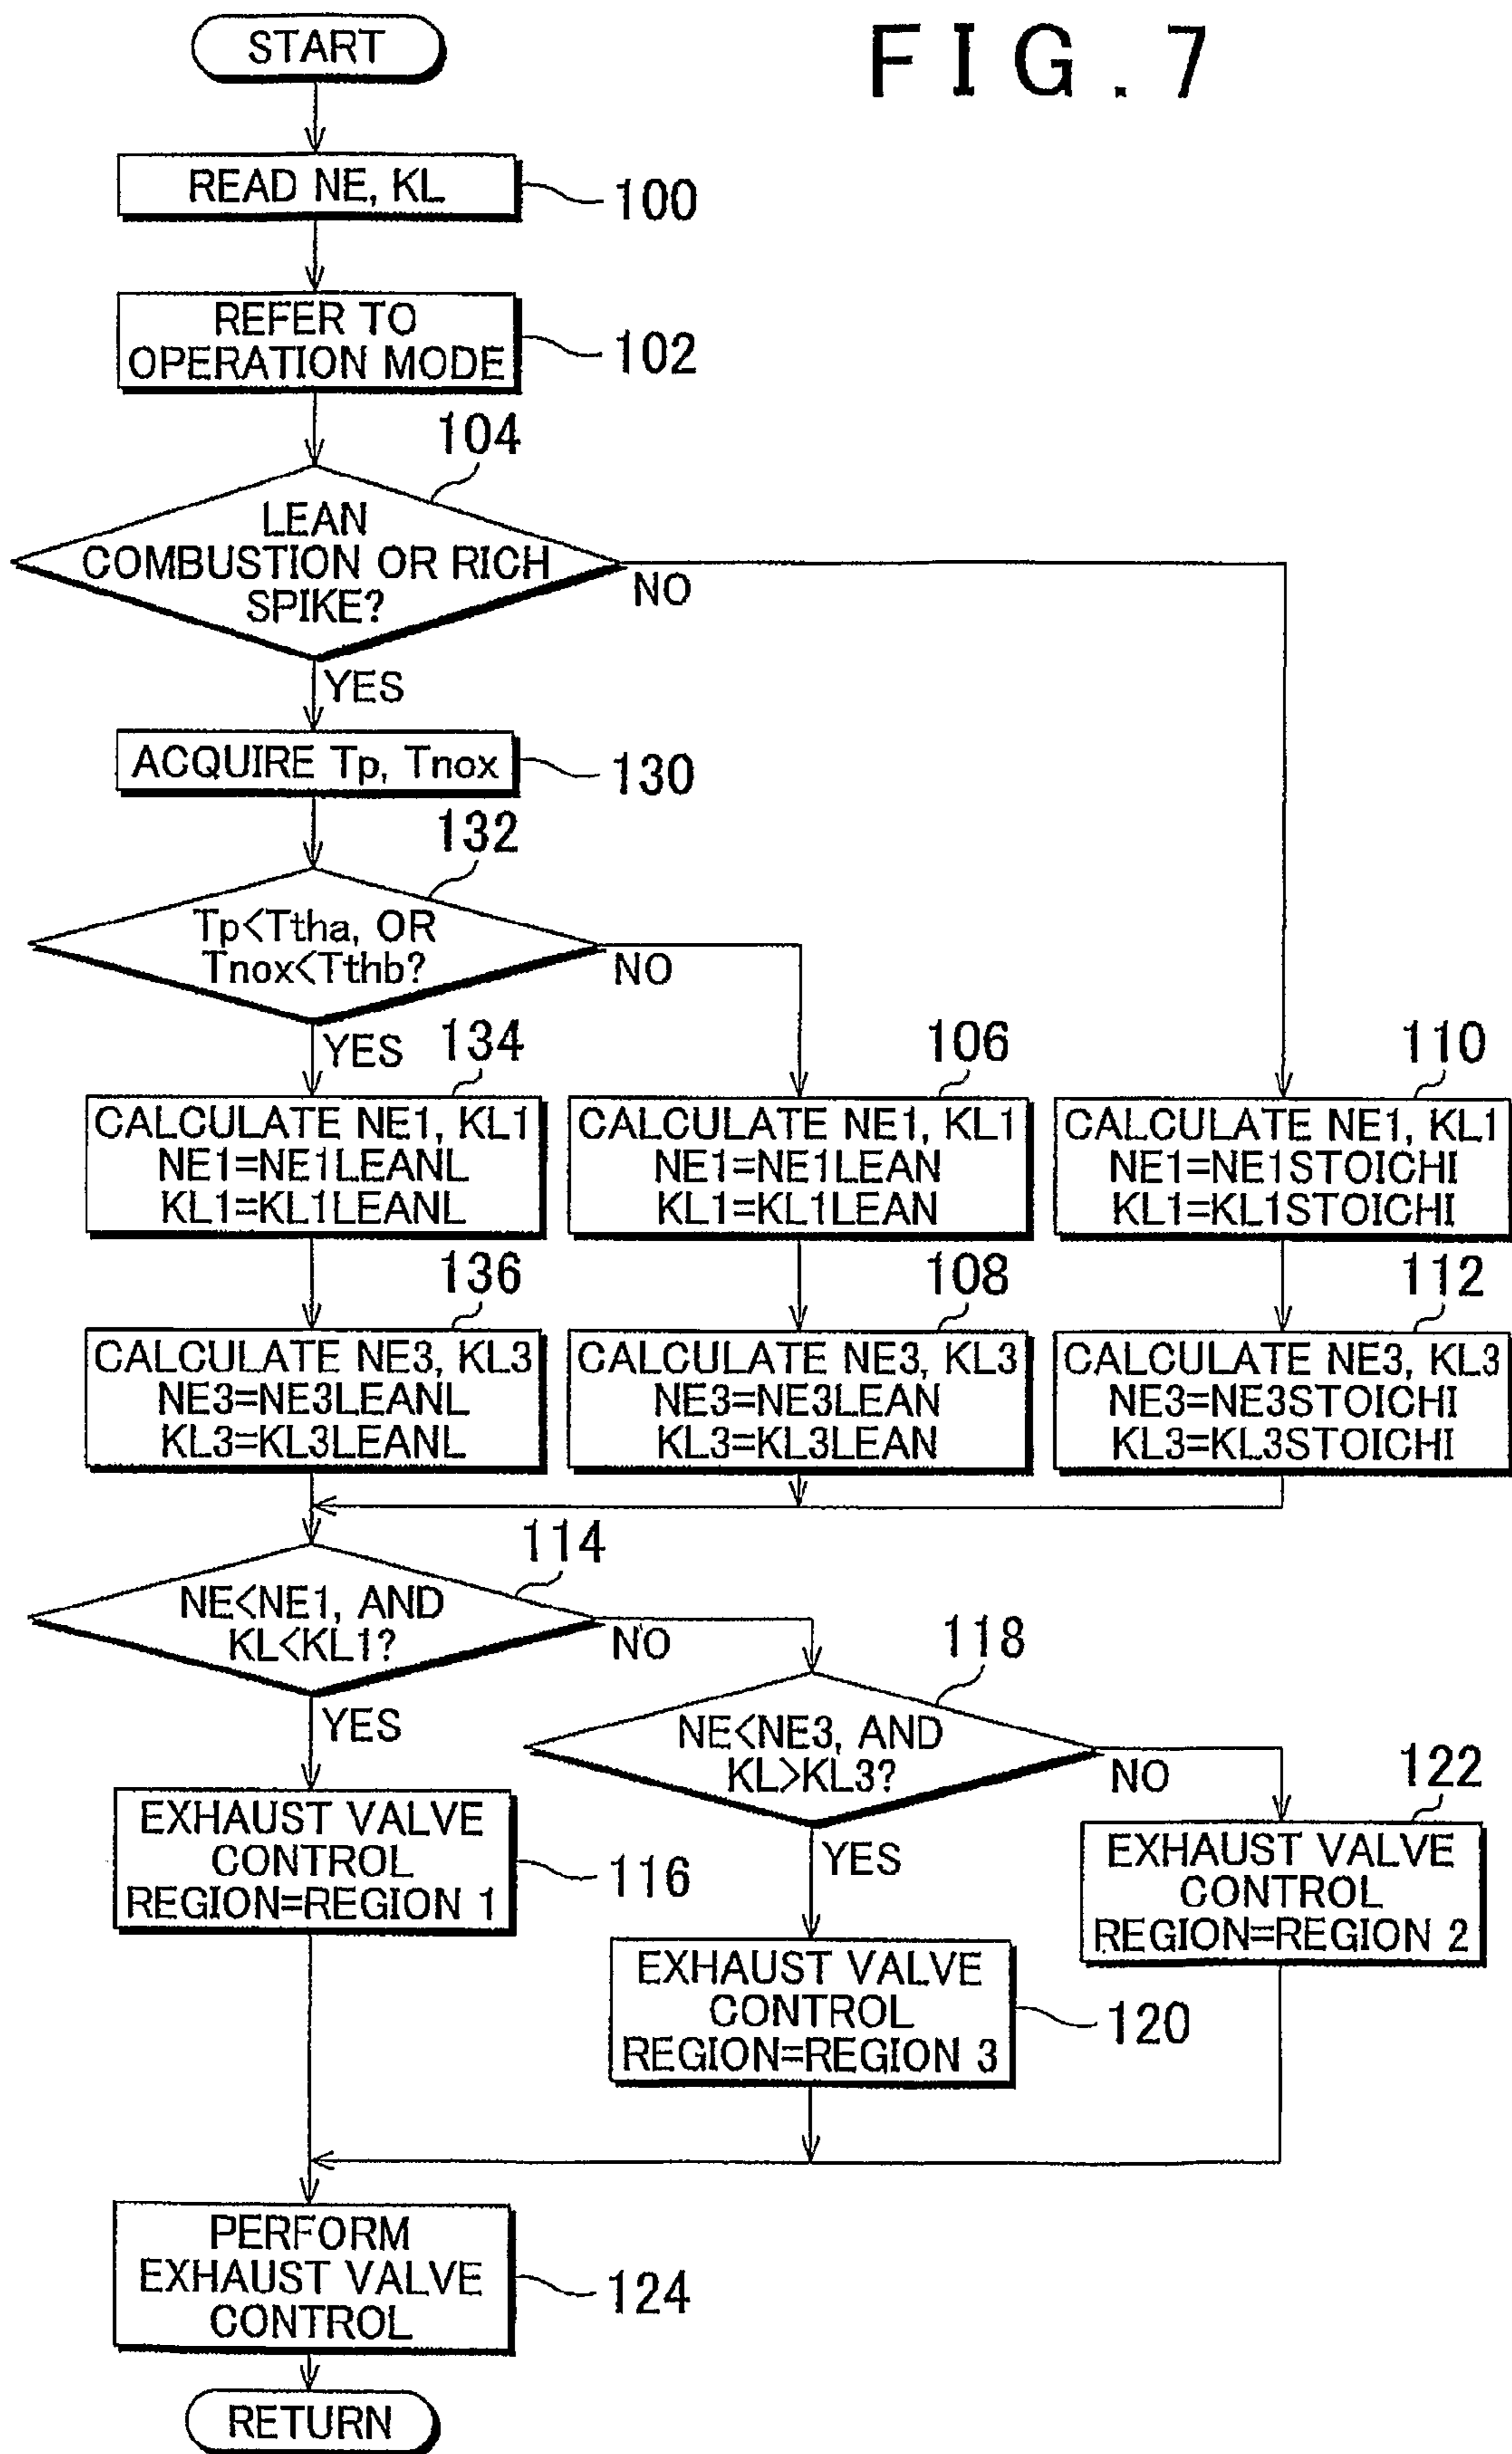 FIG.7
START
READ NE, KL
100
REFER TO
OPERATION MODE
102
104
LEAN
COMBUSTION OR RICH
SPIKE?
NO
YES
ACQUIRE Tp, Tnox
130
132
Tp<Ttha, OR
Tnox<Tthb?
NO
YES
134
CALCULATE NE1, KL1
NE1=NE1LEANL
KL1=KL1LEANL
106
CALCULATE NE1, KL1
NE1=NE1LEAN
KL1=KL1LEAN
110
CALCULATE NE1, KL1
NE1=NE1STOICHI
KL1=KL1STOICHI
136
CALCULATE NE3, KL3
NE3=NE3LEANL
KL3=KL3LEANL
108
CALCULATE NE3, KL3
NE3=NE3LEAN
KL3=KL3LEAN
112
CALCULATE NE3, KL3
NE3=NE3STOICHI
KL3=KL3STOICHI
114
NE<NE1, AND
KL<KL1?
NO
YES
118
NE<NE3, AND
KL>KL3?
NO
YES
EXHAUST VALVE
CONTROL
REGION=REGION 1
116
122
EXHAUST VALVE
CONTROL
REGION=REGION 2
EXHAUST VALVE
CONTROL
REGION=REGION 3
120
PERFORM
EXHAUST VALVE
CONTROL
124
RETURN